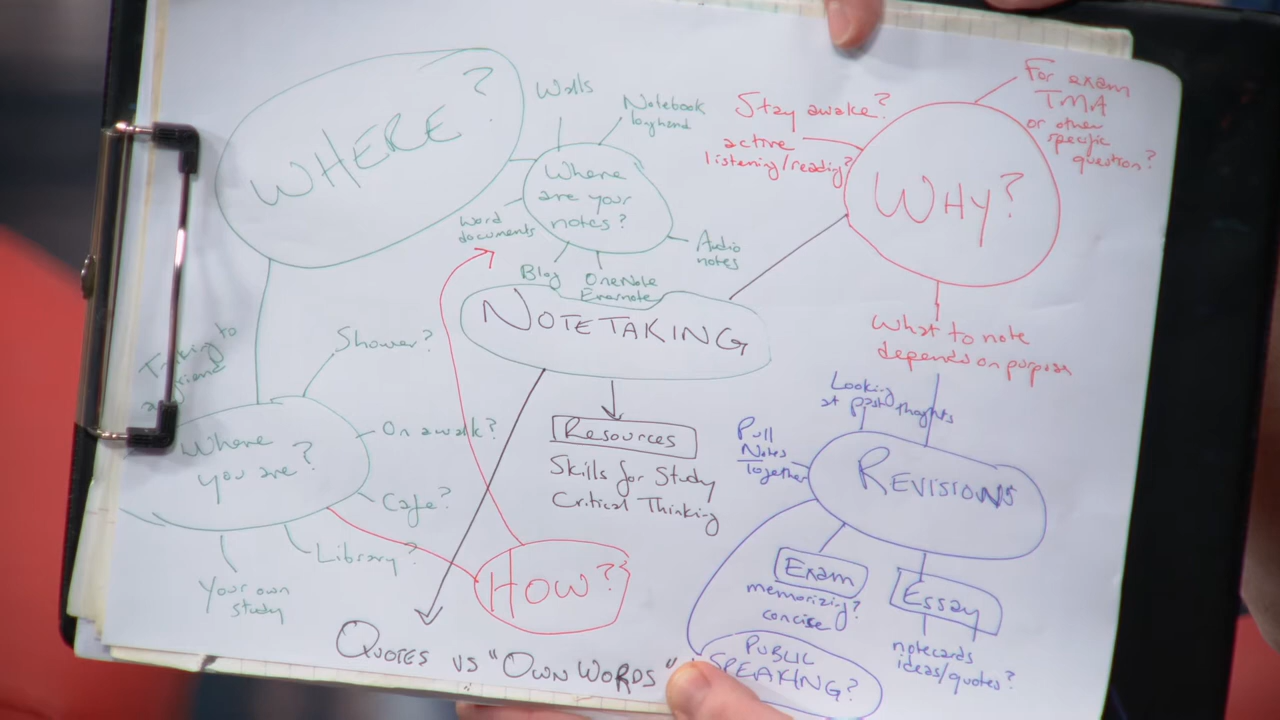 WHERE?
Walls
Notebook
Where
are your
notes?
Word
documents
Blog
OneNote
Evernote
Audio
notes
Stay awake?
active
listening/reading?
WHY?
For exam
TMA
or other
specific
question?
What to note
depends on purpose
NOTETAKING
Talking to
a friend
Shower?
Where
you are?
On a walk?
Cafe?
Library?
Your own
study
Resources
Skills for Study
Critical Thinking
HOW?
QUOTES VS "OWN WORDS"
Looking
at past thoghts
Pull
Notes
together
REVISIONS
Exam
memorizing?
concise
Essay
notecards
ideas/quotes?
PUBLIC
SPEAKING?